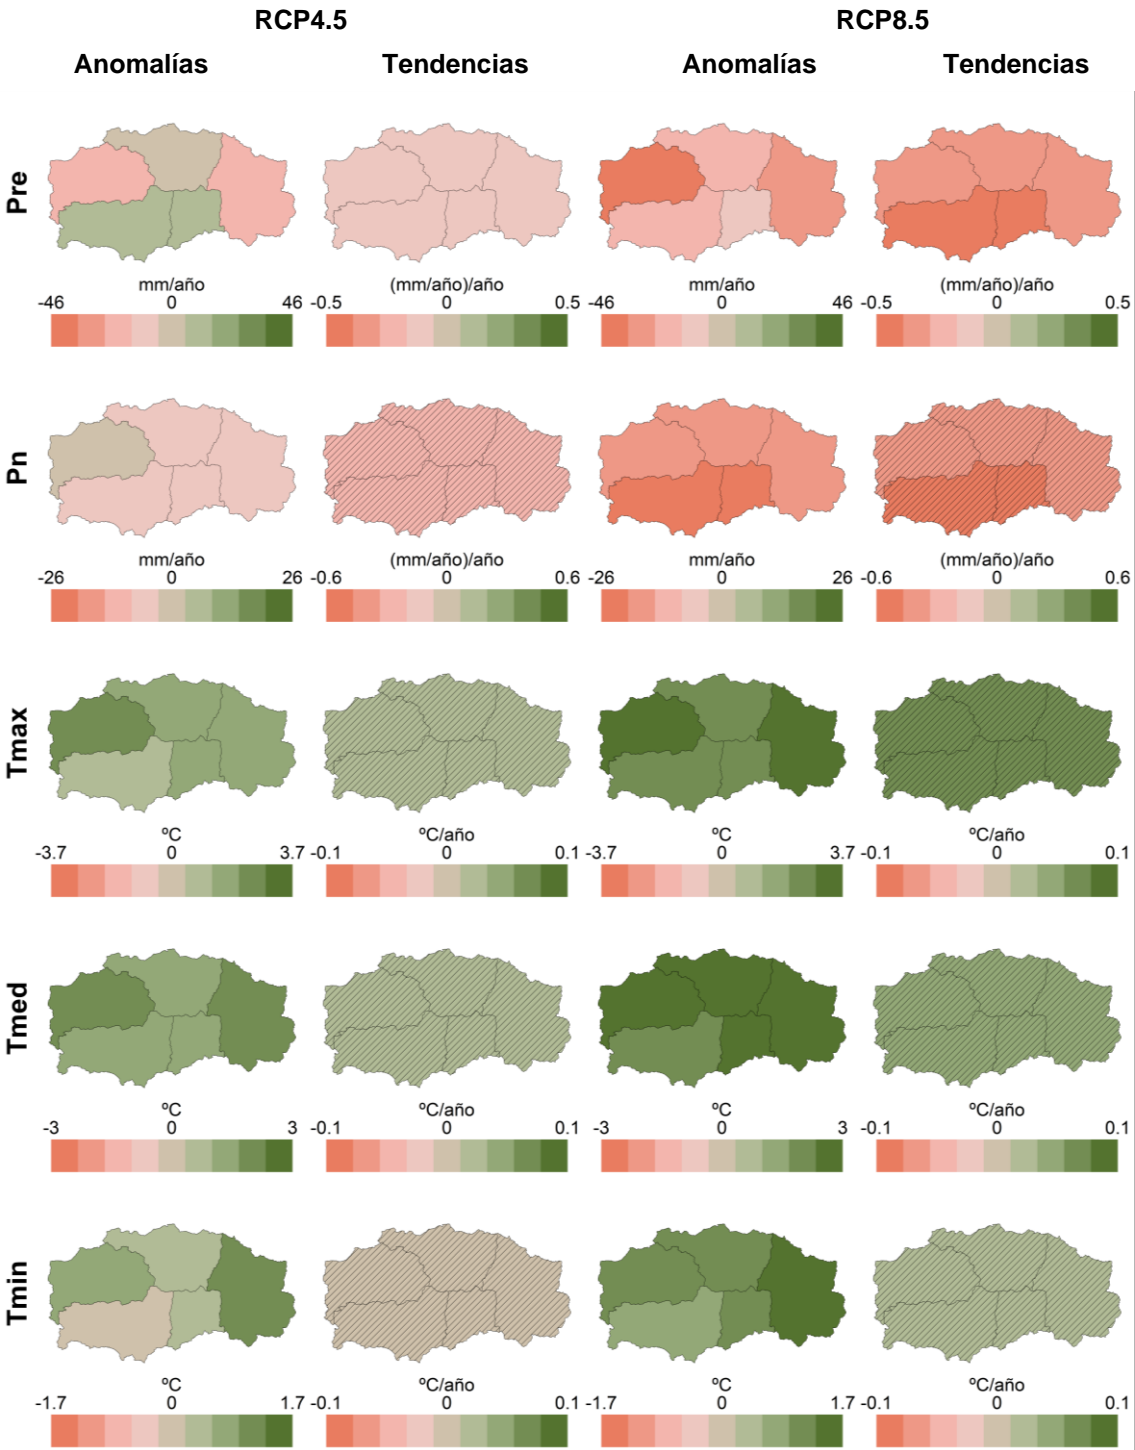 RCP4.5 RCP8.5
Anomalías Tendencias Anomalías Tendencias
Pre
mm/año (mm/año)/año mm/año (mm/año)/año
-46 0 46 -0.5 0 0.5 -46 0 46 -0.5 0 0.5
Pn
mm/año (mm/año)/año mm/año (mm/año)/año
-26 0 26 -0.6 0 0.6 -26 0 26 -0.6 0 0.6
Tmax
ºC ºC/año ºC ºC/año
-3.7 0 3.7 -0.1 0 0.1 -3.7 0 3.7 -0.1 0 0.1
Tmed
ºC ºC/año ºC ºC/año
-3 0 3 -0.1 0 0.1 -3 0 3 -0.1 0 0.1
Tmin
ºC ºC/año ºC ºC/año
-1.7 0 1.7 -0.1 0 0.1 -1.7 0 1.7 -0.1 0 0.1